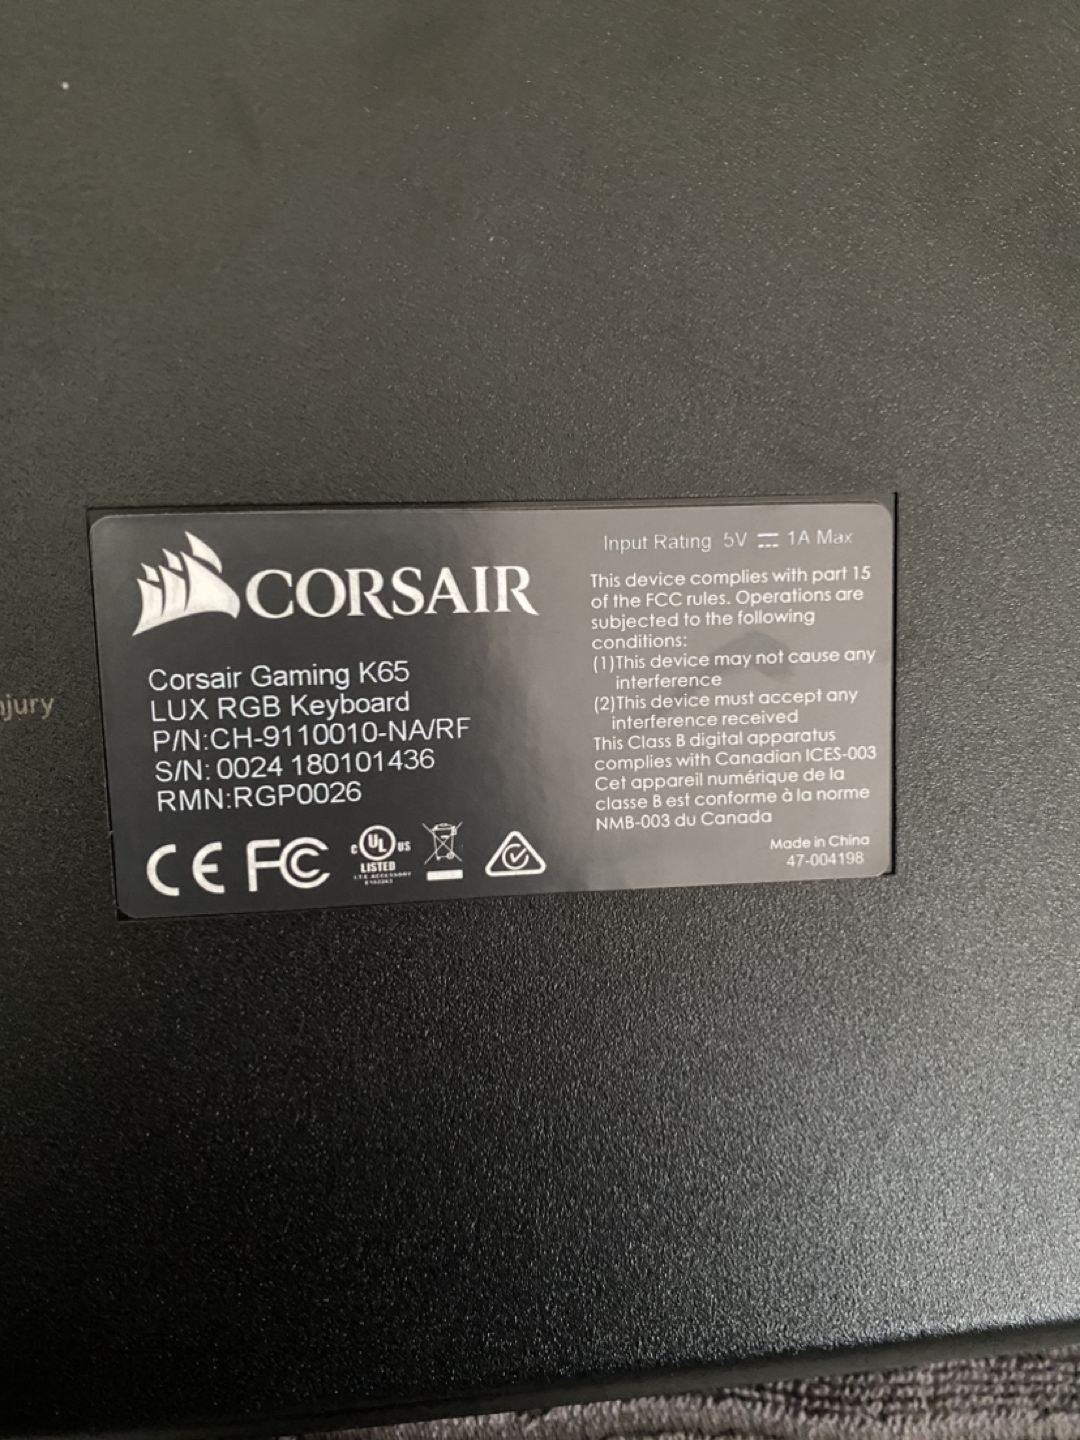 CORSAIR
Corsair Gaming K65
LUX RGB Keyboard
P/N:CH-9110010-NA/RF
S/N: 0024 180101436
RMN:RGP0026
CE FC
C UL US
LISTED
Input Rating 5V 1A Max
This device complies with part 15
of the FCC rules. Operations are
subjected to the following
conditions:
(1)This device may not cause any
interference
(2)This device must accept any
interference received
This Class B digital apparatus
complies with Canadian ICES-003
Cet appareil numérique de la
classe B est conforme à la norme
NMB-003 du Canada
Made in China
47-004198